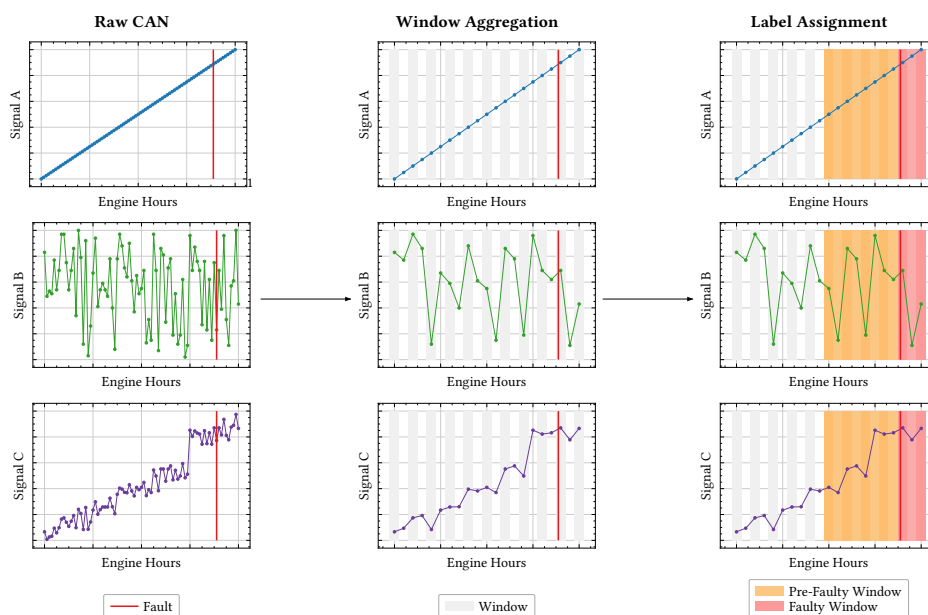 Raw CAN
Window Aggregation
Label Assignment
Signal A
Engine Hours
Signal A
Engine Hours
Signal A
Engine Hours
Signal B
Engine Hours
Signal B
Engine Hours
Signal B
Engine Hours
Signal C
Engine Hours
Signal C
Engine Hours
Signal C
Engine Hours
Fault
Window
Pre-Faulty Window
Faulty Window